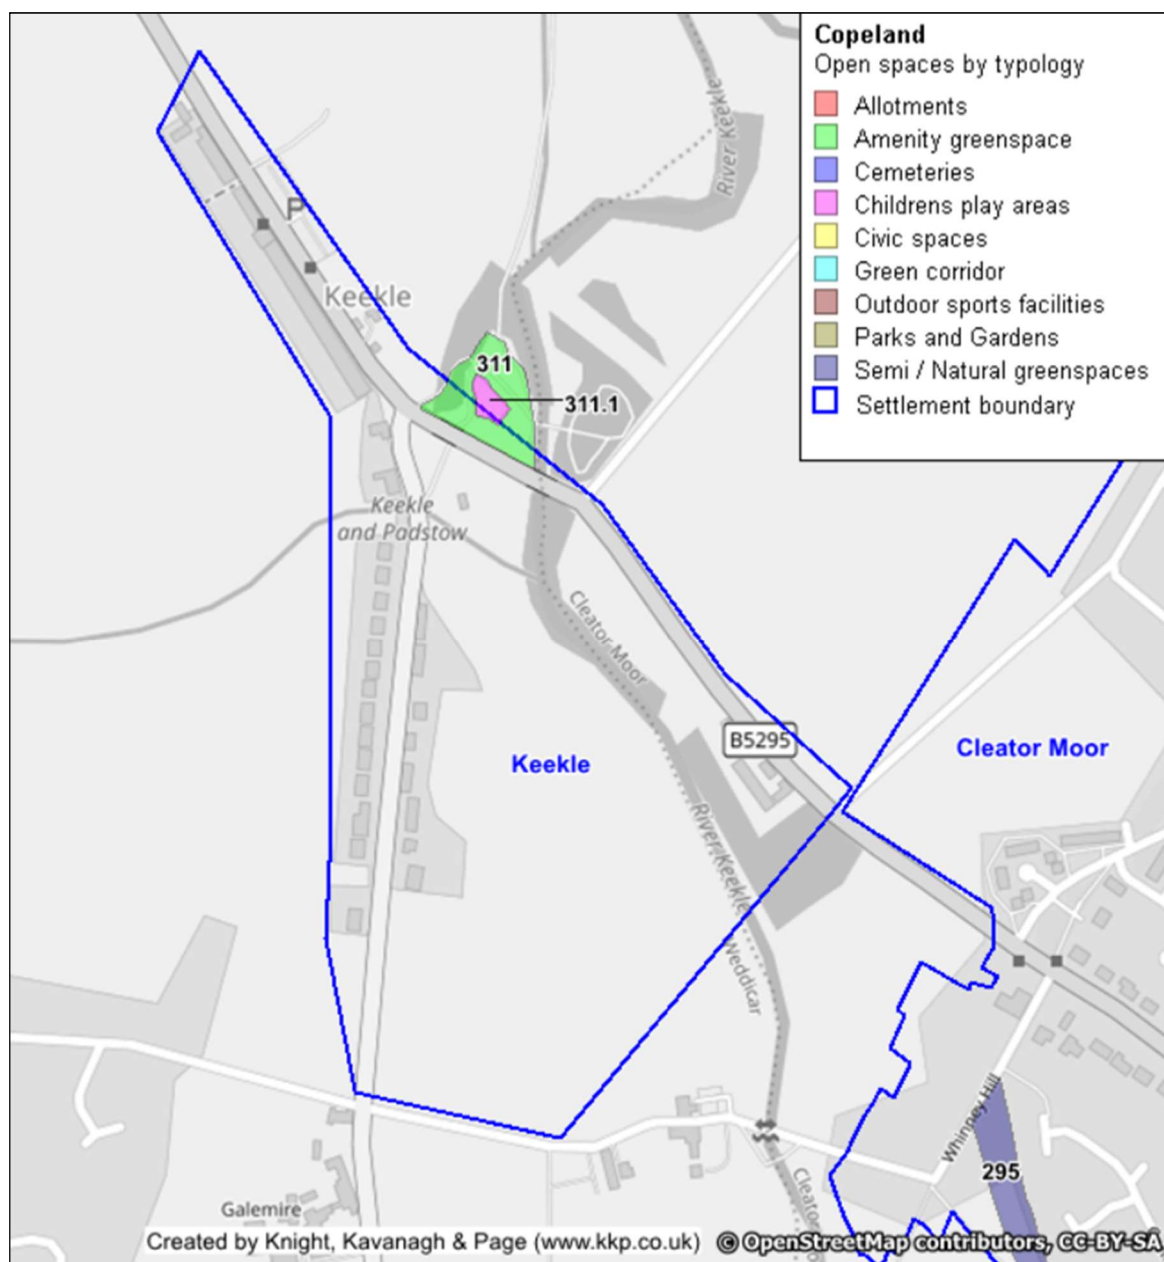 Copeland
Open spaces by typology
Allotments
Amenity greenspace
Cemeteries
Childrens play areas
Civic spaces
Green corridor
Outdoor sports facilities
Parks and Gardens
Semi / Natural greenspaces
Settlement boundary
River Keekle
P
Keekle
311
311.1
Keekle
and Padstow
Cleator Moor
B5295
Keekle
Cleator Moor
River Keekle
Weddicar
Whinney Hill
295
Galemire
Created by Knight, Kavanagh & Page (www.kkp.co.uk) © OpenStreetMap contributors, CC-BY-SA